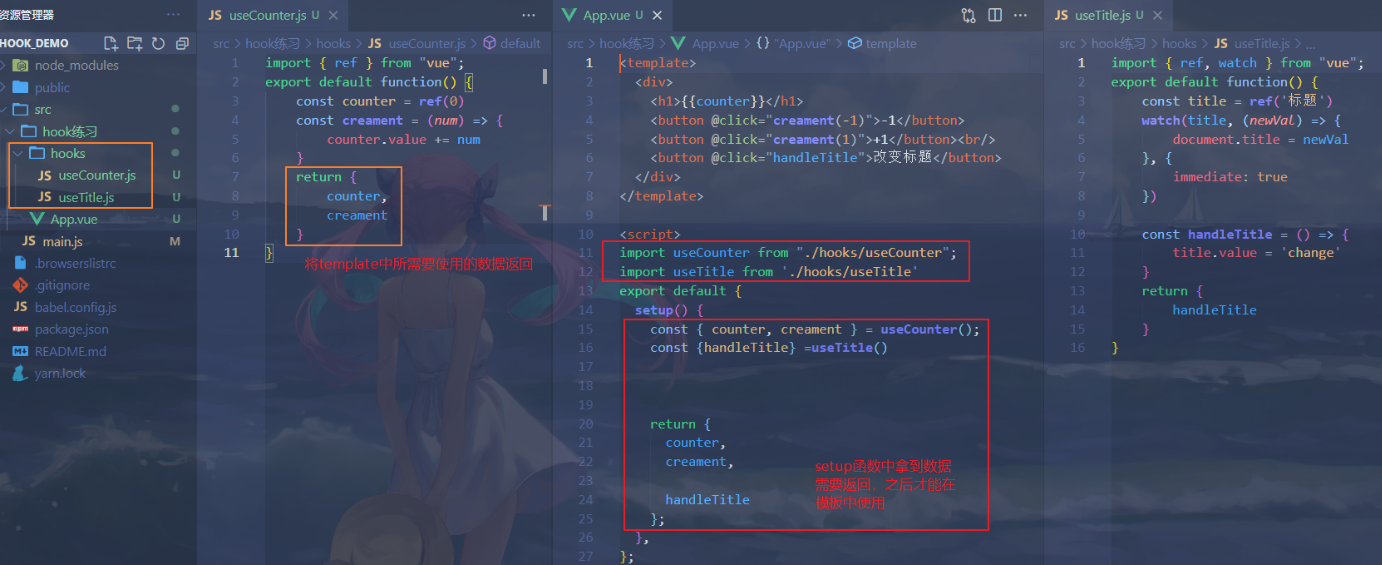 资源管理器
HOOK_DEMO
node_modules
public
src
hook练习
hooks
useCounter.js U
useTitle.js U
App.vue U
main.js M
.browserslistrc
.gitignore
babel.config.js
package.json
README.md
yarn.lock
useCounter.js U
src > hook练习 > hooks > JS useCounter.js > default
1 import { ref } from "vue";
2 export default function() {
3 const counter = ref(0)
4 const creament = (num) => {
5 counter.value += num
6 }
7 return {
8 counter,
9 creament
10 }
11 }
将template中所需要使用的数据返回
App.vue U
src > hook练习 > App.vue > {} "App.vue" > template
1 <template>
2 <div>
3 <h1>{{counter}}</h1>
4 <button @click="creament(-1)">-1</button>
5 <button @click="creament(1)">+1</button><br/>
6 <button @click="handleTitle">改变标题</button>
7 </div>
8 </template>
9
10 <script>
11 import useCounter from "./hooks/useCounter";
12 import useTitle from './hooks/useTitle'
13 export default {
14 setup() {
15 const { counter, creament } = useCounter();
16 const {handleTitle} =useTitle()
17
18
19
20 return {
21 counter,
22 creament,
23
24 handleTitle
25 };
26 },
27 };
setup函数中拿到数据
需要返回，之后才能在
模版中使用
JS useTitle.js U
src > hook练习 > hooks > JS useTitle.js > ...
1 import { ref, watch } from "vue";
2 export default function() {
3 const title = ref('标题')
4 watch(title, (newVal) => {
5 document.title = newVal
6 }, {
7 immediate: true
8 })
9
10 const handleTitle = () => {
11 title.value = 'change'
12 }
13 return {
14 handleTitle
15 }
16 }